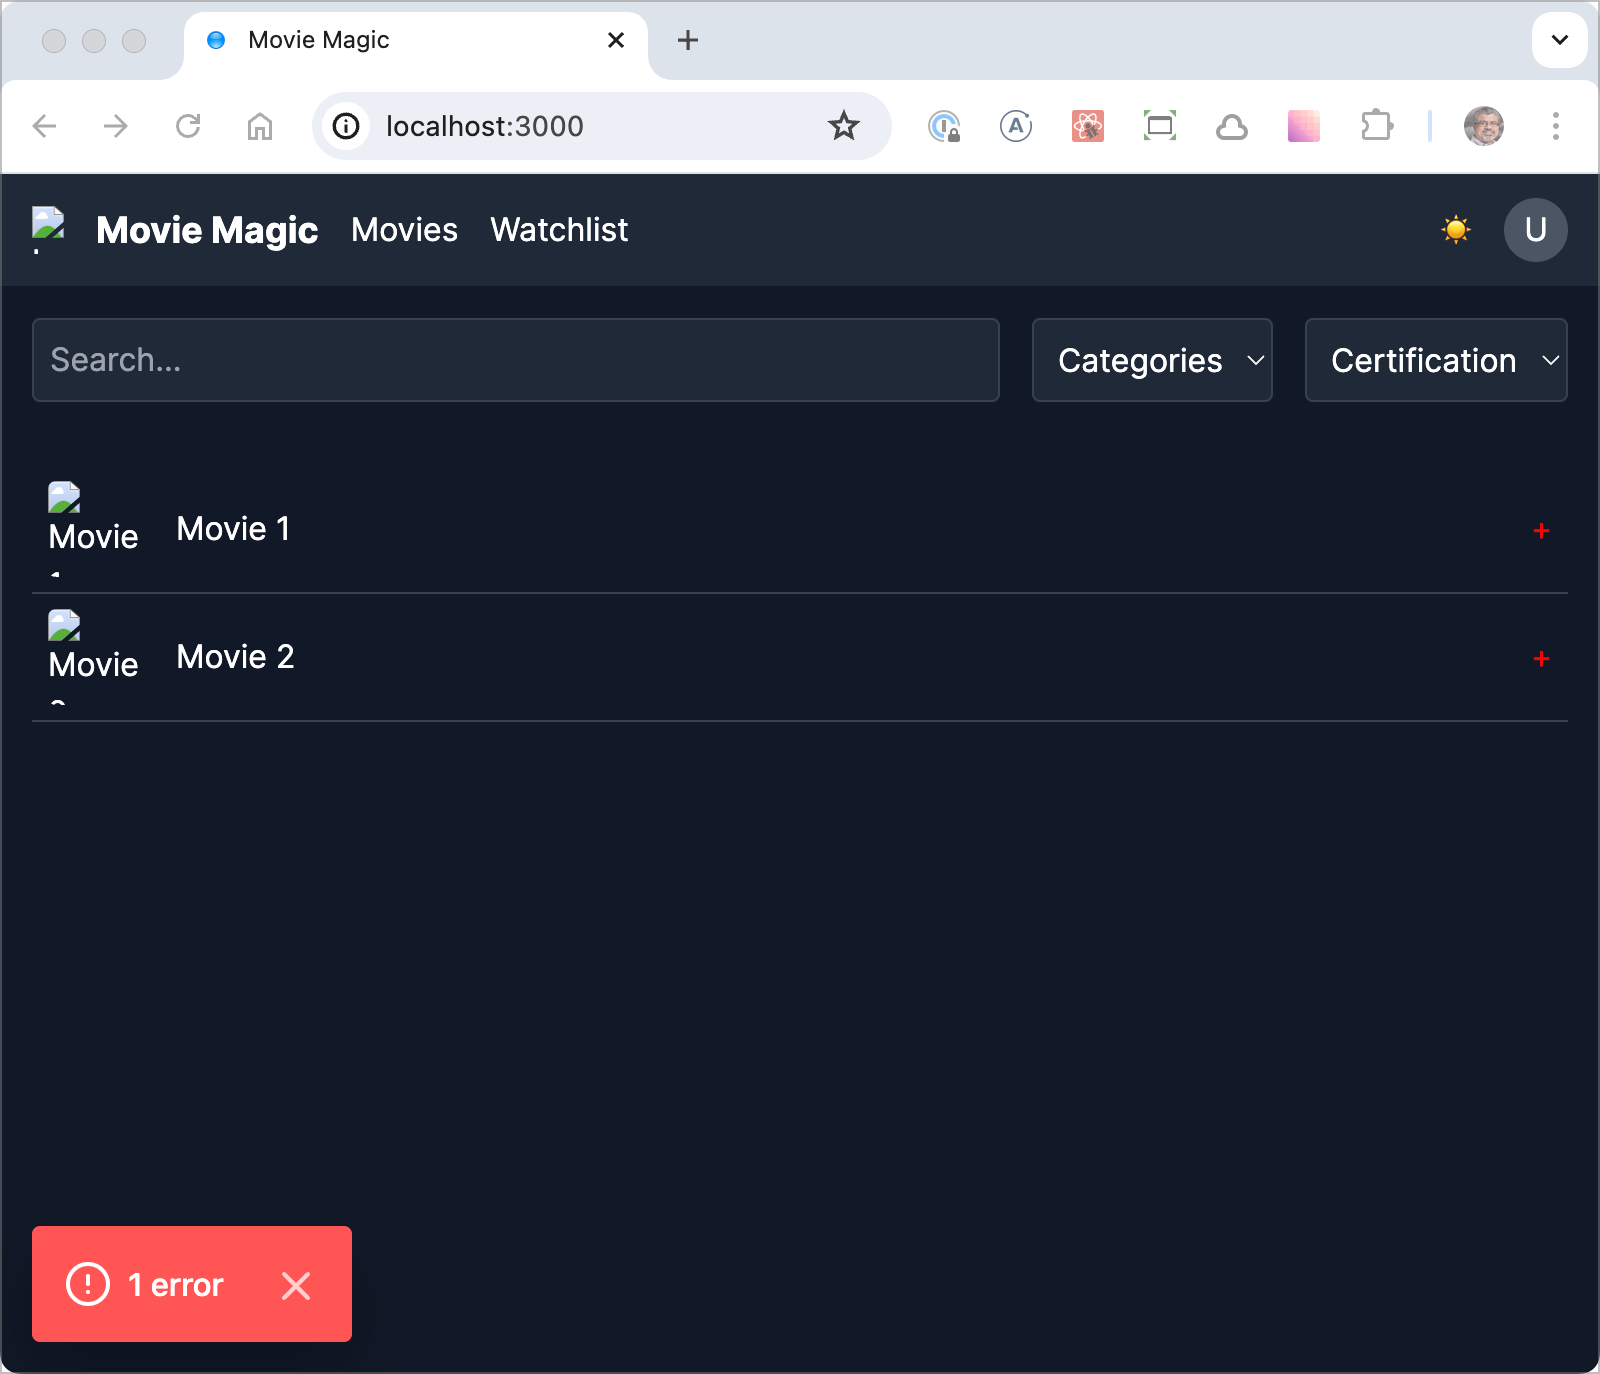 Movie Magic
localhost:3000
Movie Magic Movies Watchlist U
Search... Categories Certification
Movie Movie 1 +
Movie Movie 2 +
1 error